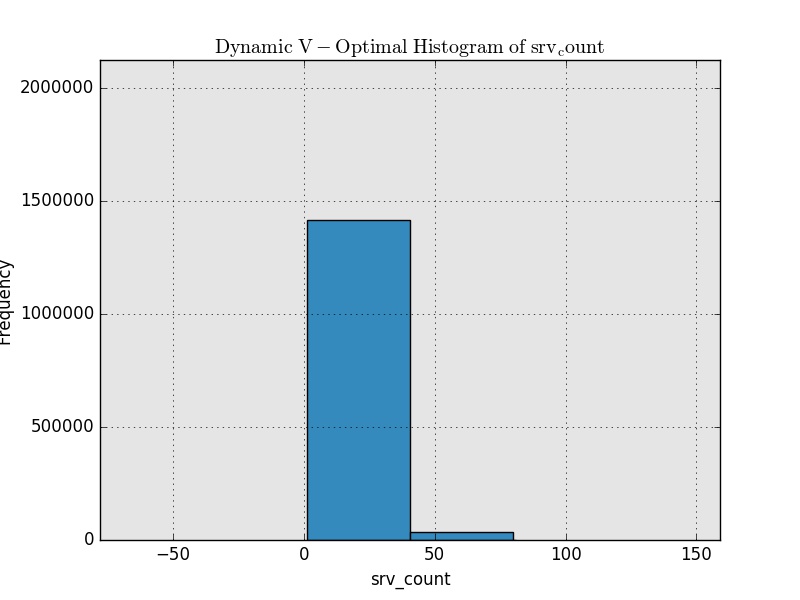 Dynamic V − Optimal Histogram of srv_count
2000000
1500000
1000000
500000
0
Frequency
−50 0 50 100 150
srv_count